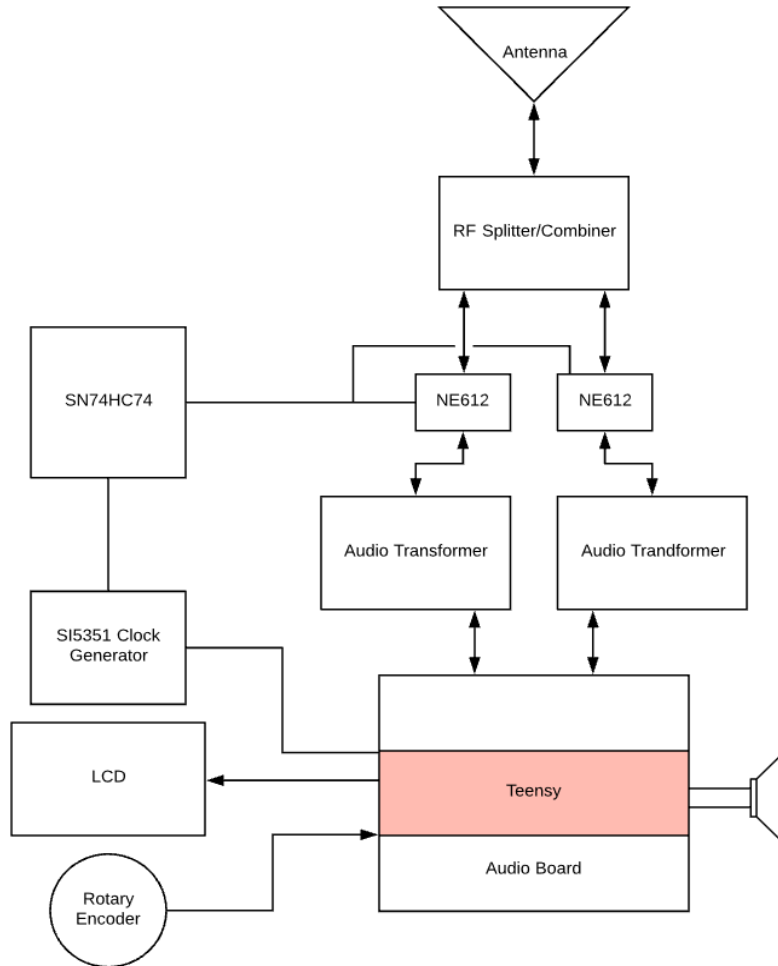 Antenna
RF Splitter/Combiner
SN74HC74
NE612
NE612
Audio Transformer
Audio Trandformer
SI5351 Clock
Generator
LCD
Teensy
Audio Board
Rotary
Encoder